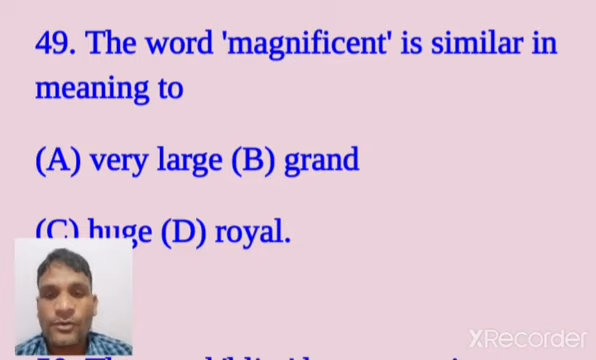 49. The word 'magnificent' is similar in
meaning to
(A) very large (B) grand
(C) huge (D) royal.
XRecorder